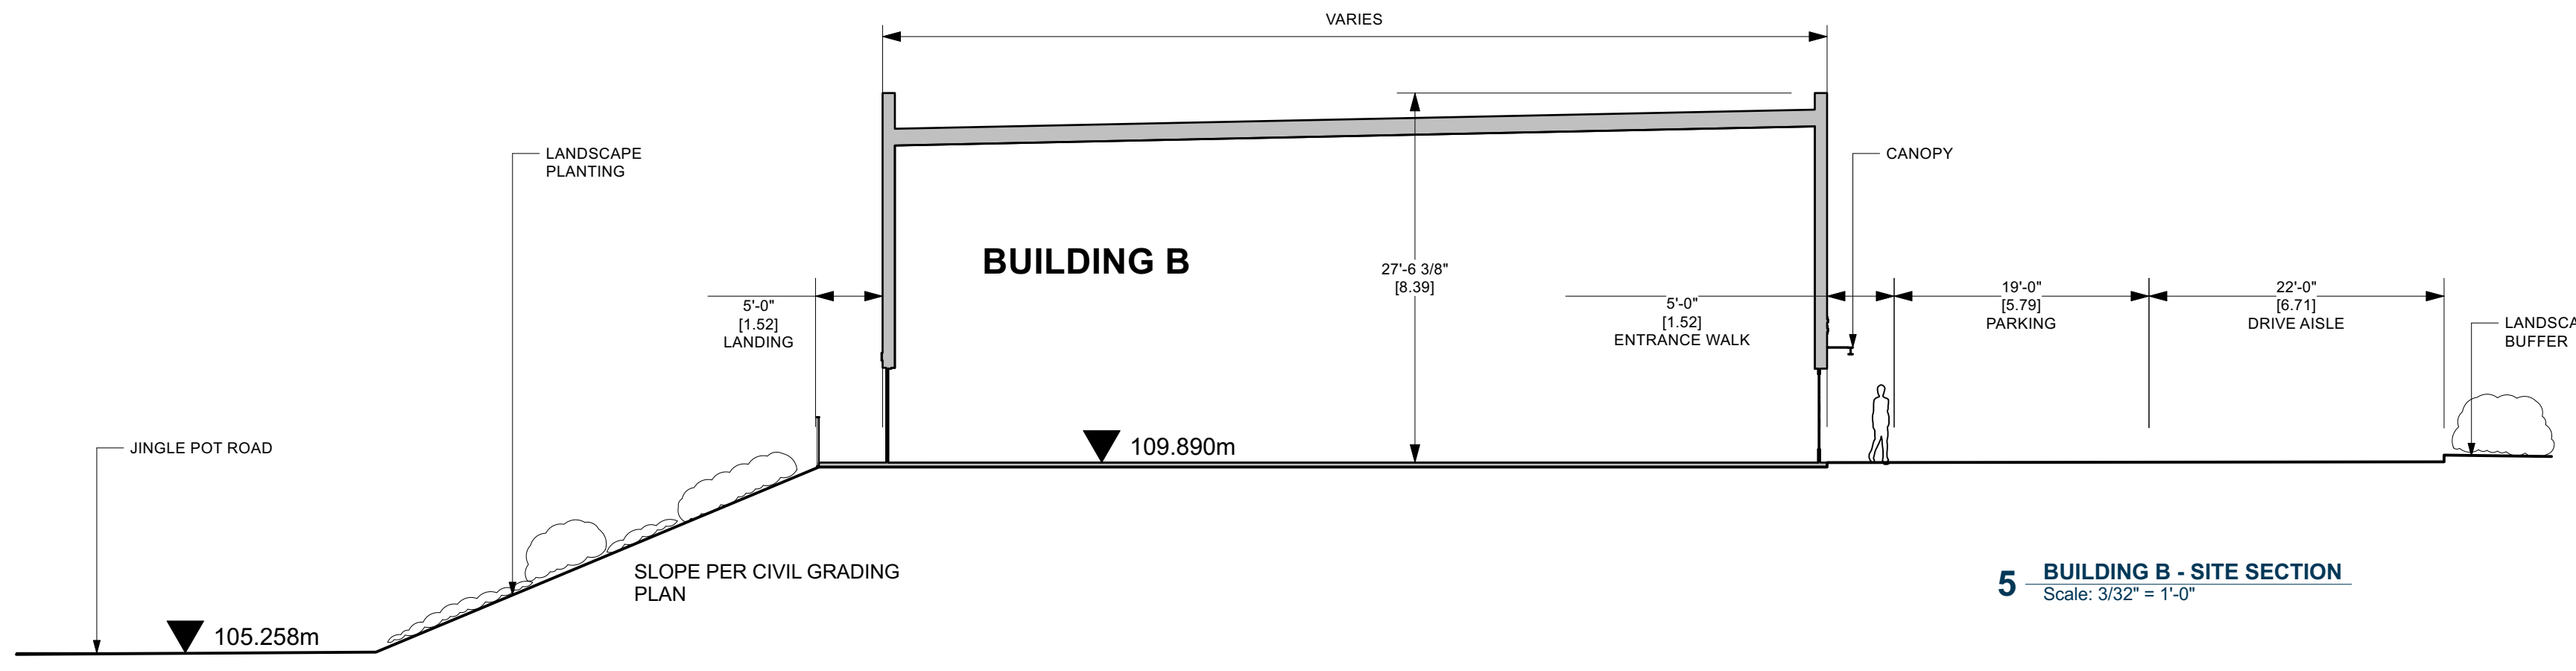 VARIES
LANDSCAPE
PLANTING
CANOPY
BUILDING B
27'-6 3/8"
[8.39]
5'-0"
[1.52]
LANDING
5'-0"
[1.52]
ENTRANCE WALK
19'-0"
[5.79]
PARKING
22'-0"
[6.71]
DRIVE AISLE
LANDSCA
BUFFER
JINGLE POT ROAD
109.890m
SLOPE PER CIVIL GRADING
PLAN
105.258m
5 BUILDING B - SITE SECTION
Scale: 3/32" = 1'-0"